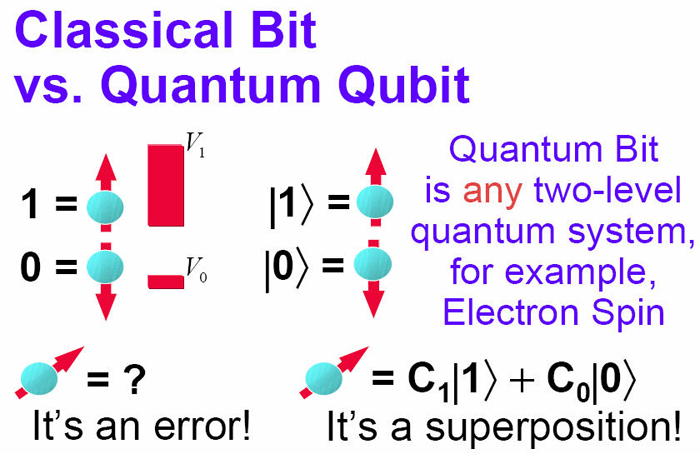 Classical Bit
vs. Quantum Qubit
V₁
1 =
0 =
V₀
|1⟩ =
|0⟩ =
Quantum Bit
is any two-level
quantum system,
for example,
Electron Spin
= ?
It's an error!
= C₁|1⟩ + C₀|0⟩
It's a superposition!